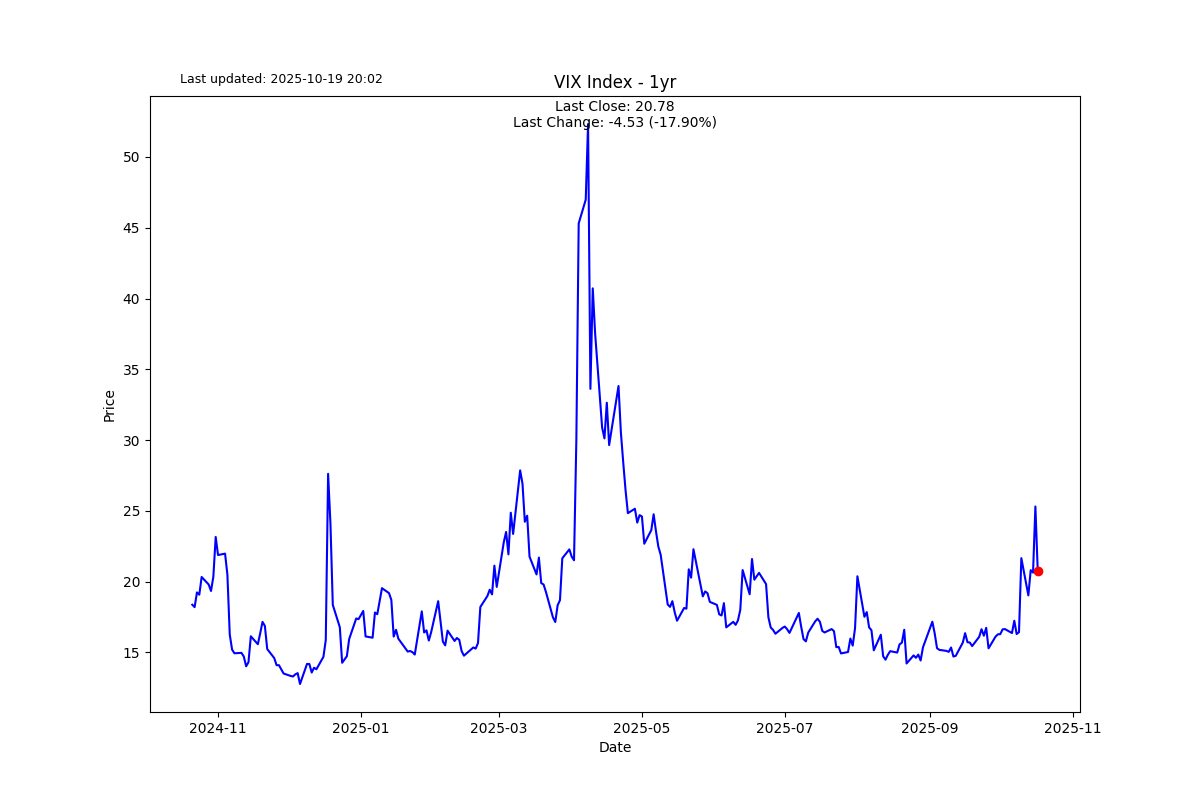 Last updated: 2025-10-19 20:02
VIX Index - 1yr
Last Close: 20.78
Last Change: -4.53 (-17.90%)
50
45
40
35
30
25
20
15
Price
2024-11
2025-01
2025-03
2025-05
2025-07
2025-09
2025-11
Date